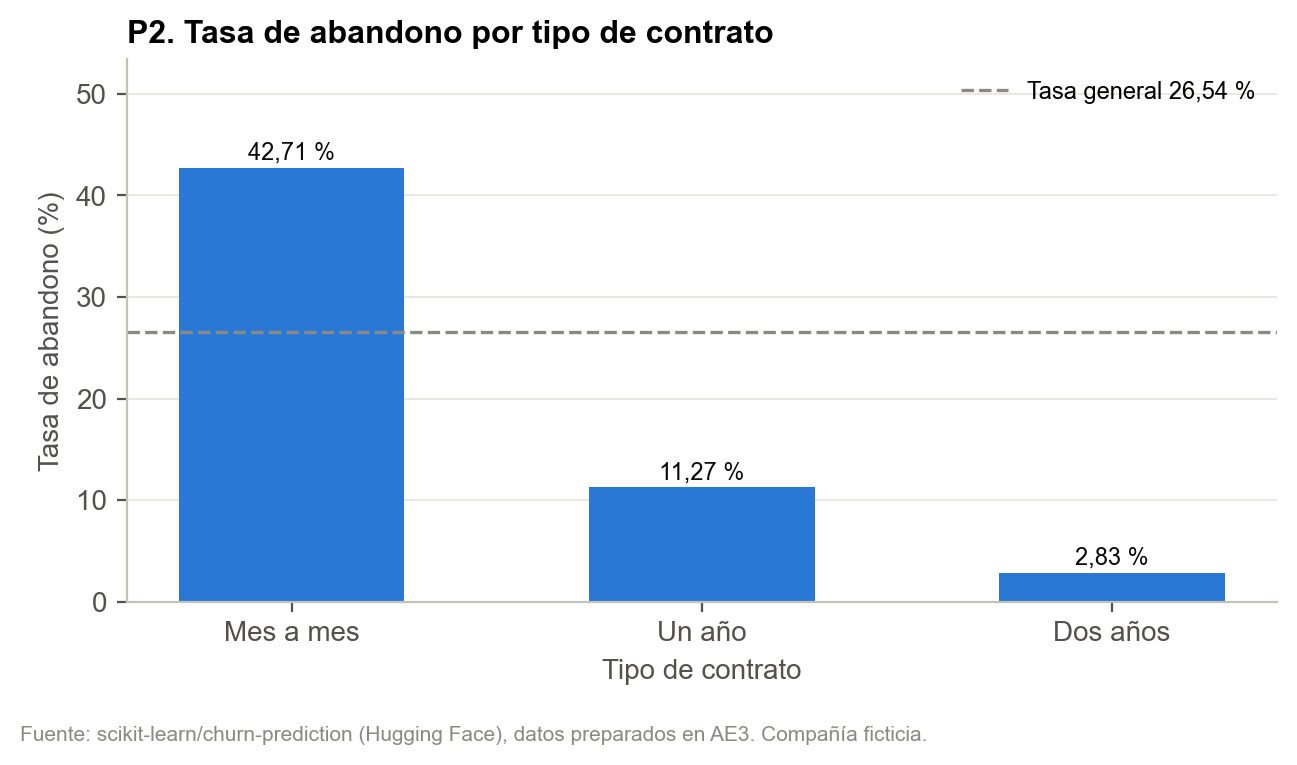 P2. Tasa de abandono por tipo de contrato
Tasa general 26,54 %
Tasa de abandono (%)
50
40
30
20
10
0
42,71 %
11,27 %
2,83 %
Mes a mes
Un año
Dos años
Tipo de contrato
Fuente: scikit-learn/churn-prediction (Hugging Face), datos preparados en AE3. Compañía ficticia.